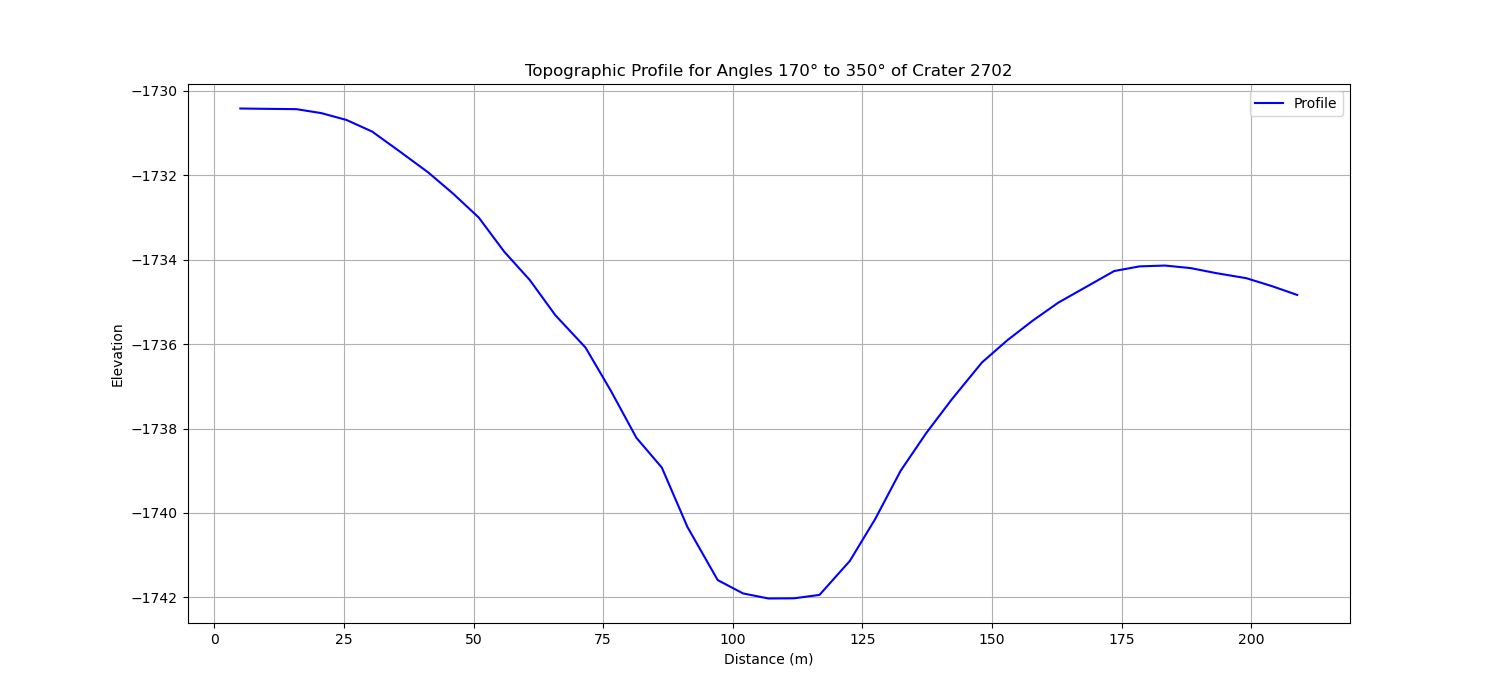 Topographic Profile for Angles 170° to 350° of Crater 2702
Profile
−1730
−1732
−1734
−1736
−1738
−1740
−1742
Elevation
0 25 50 75 100 125 150 175 200
Distance (m)